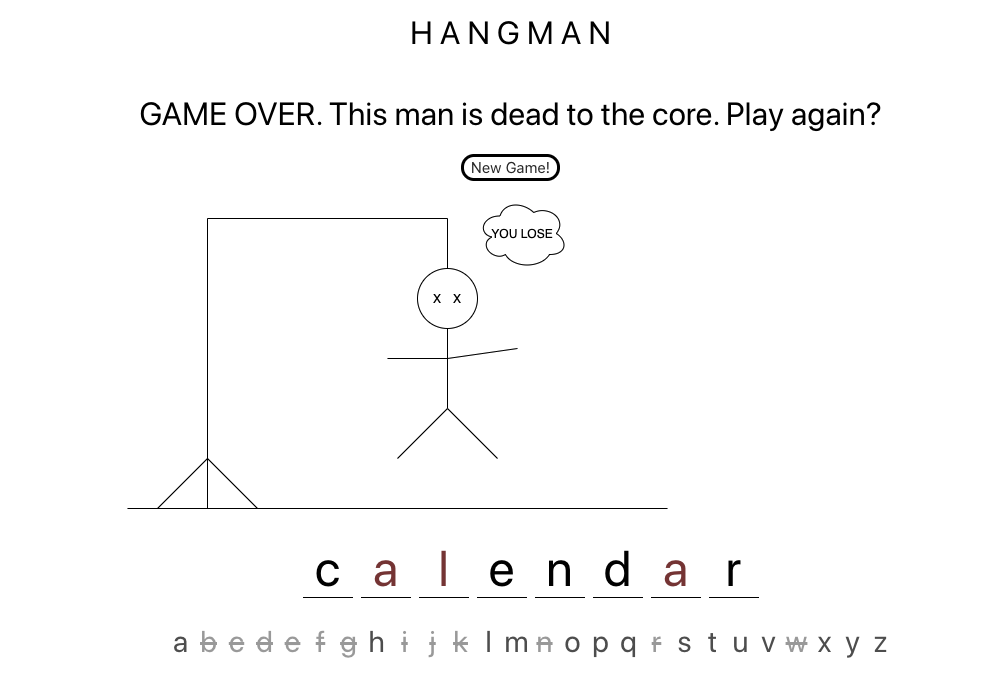 HANGMAN
GAME OVER. This man is dead to the core. Play again?
New Game!
YOU LOSE
x x
c a l e n d a r
a b c d e f g h i j k l m n o p q r s t u v w x y z